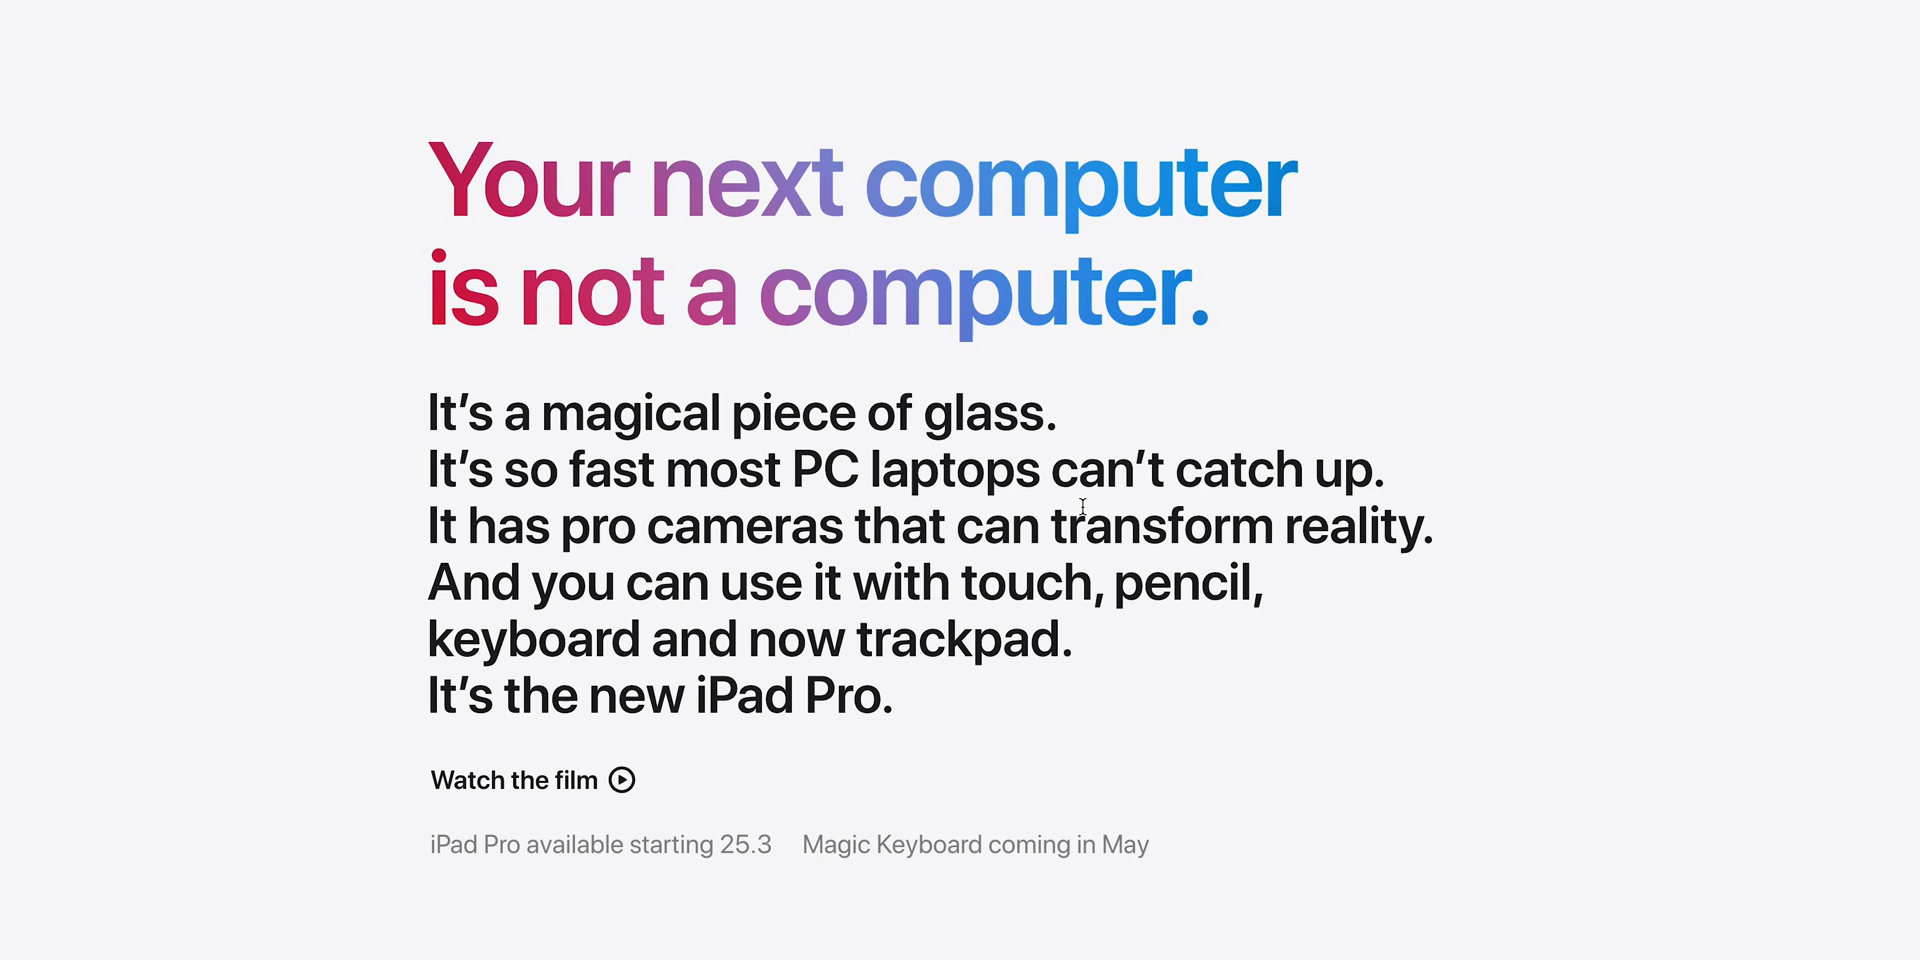 Your next computer
is not a computer.
It’s a magical piece of glass.
It’s so fast most PC laptops can’t catch up.
It has pro cameras that can transform reality.
And you can use it with touch, pencil,
keyboard and now trackpad.
It’s the new iPad Pro.
Watch the film
iPad Pro available starting 25.3 Magic Keyboard coming in May